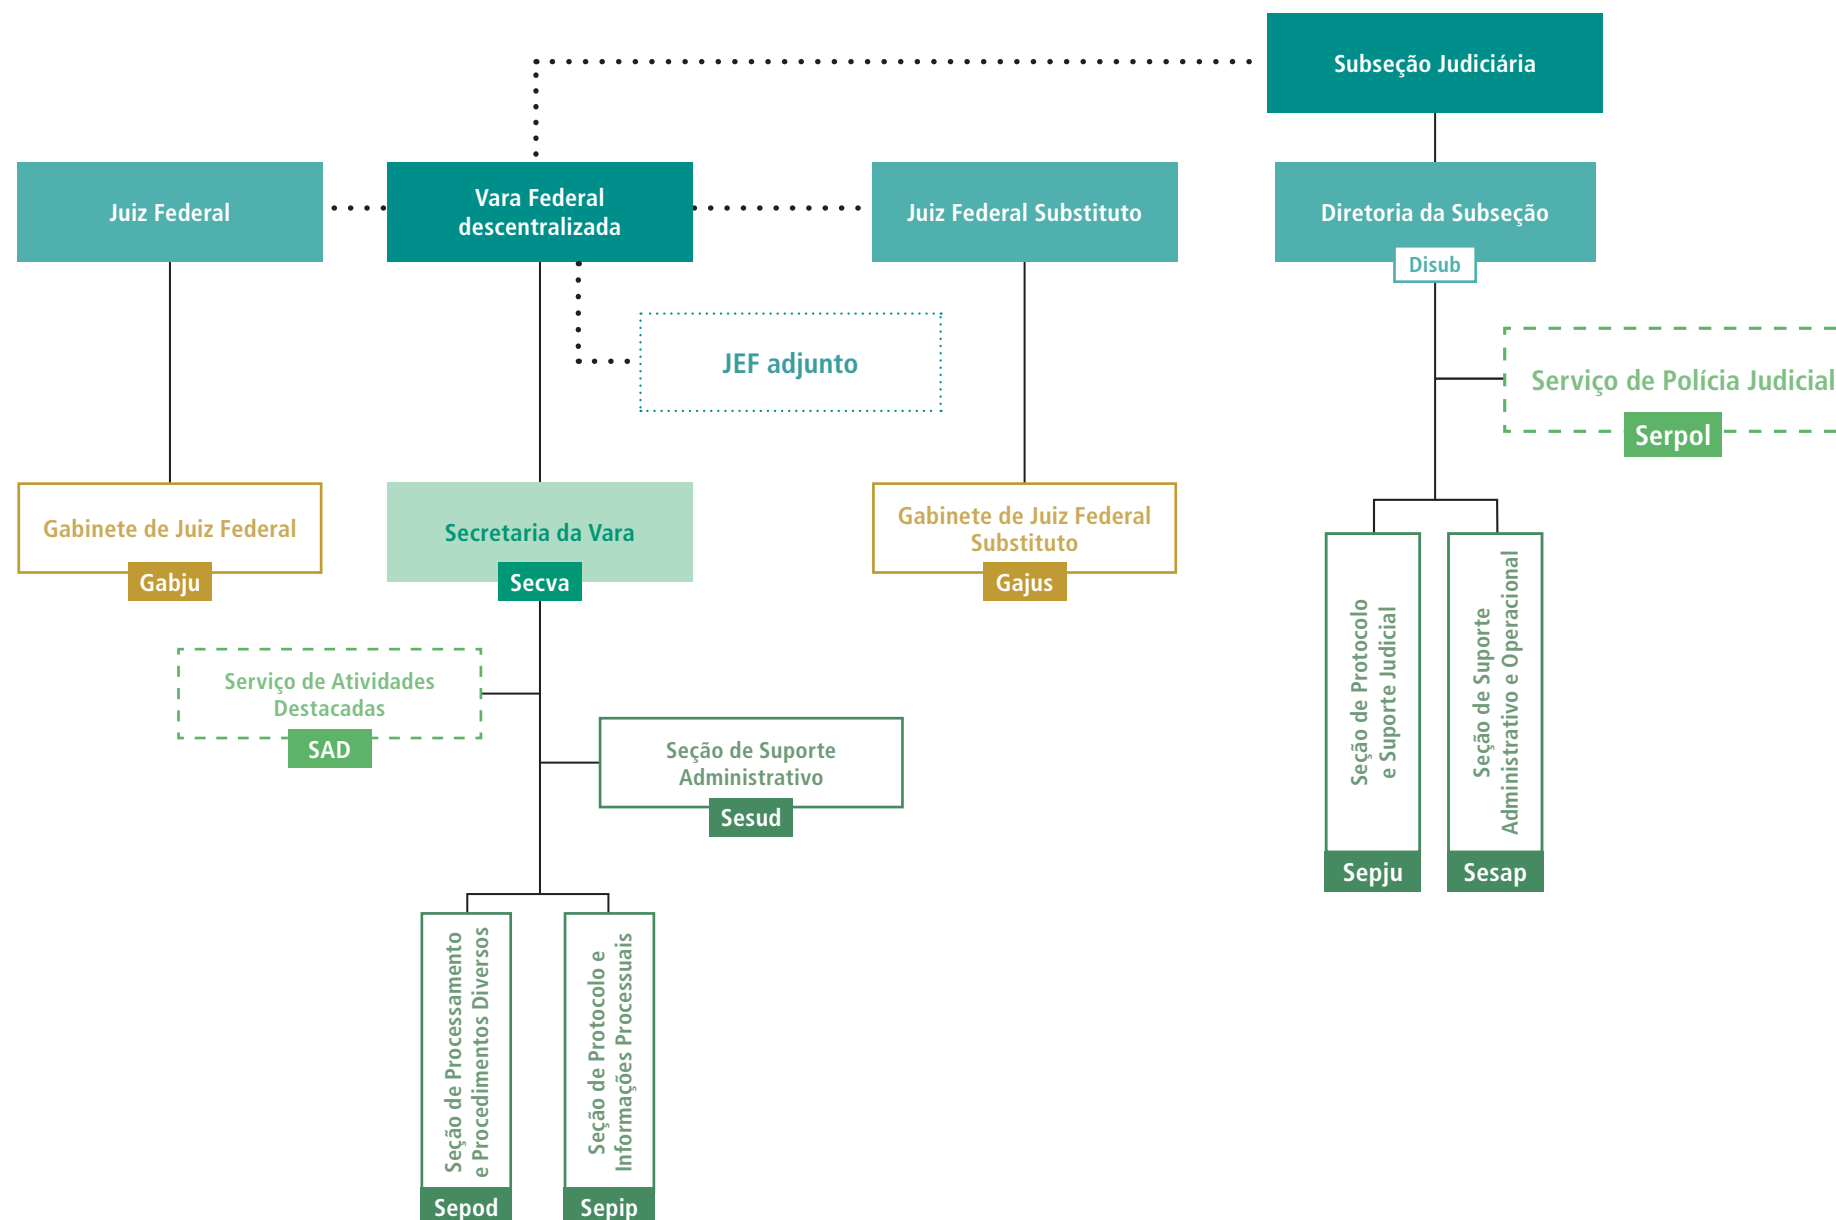 Subseção Judiciária
Juiz Federal
Vara Federal
descentralizada
Juiz Federal Substituto
Diretoria da Subseção
Disub
JEF adjunto
Serviço de Polícia Judicial
Serpol
Gabinete de Juiz Federal
Gabju
Secretaria da Vara
Secva
Gabinete de Juiz Federal
Substituto
Gajus
Seção de Protocolo
e Suporte Judicial
Sepju
Seção de Suporte
Administrativo e Operacional
Sesap
Serviço de Atividades
Destacadas
SAD
Seção de Suporte
Administrativo
Sesud
Seção de Processamento
e Procedimentos Diversos
Sepod
Seção de Protocolo e
Informações Processuais
Sepip